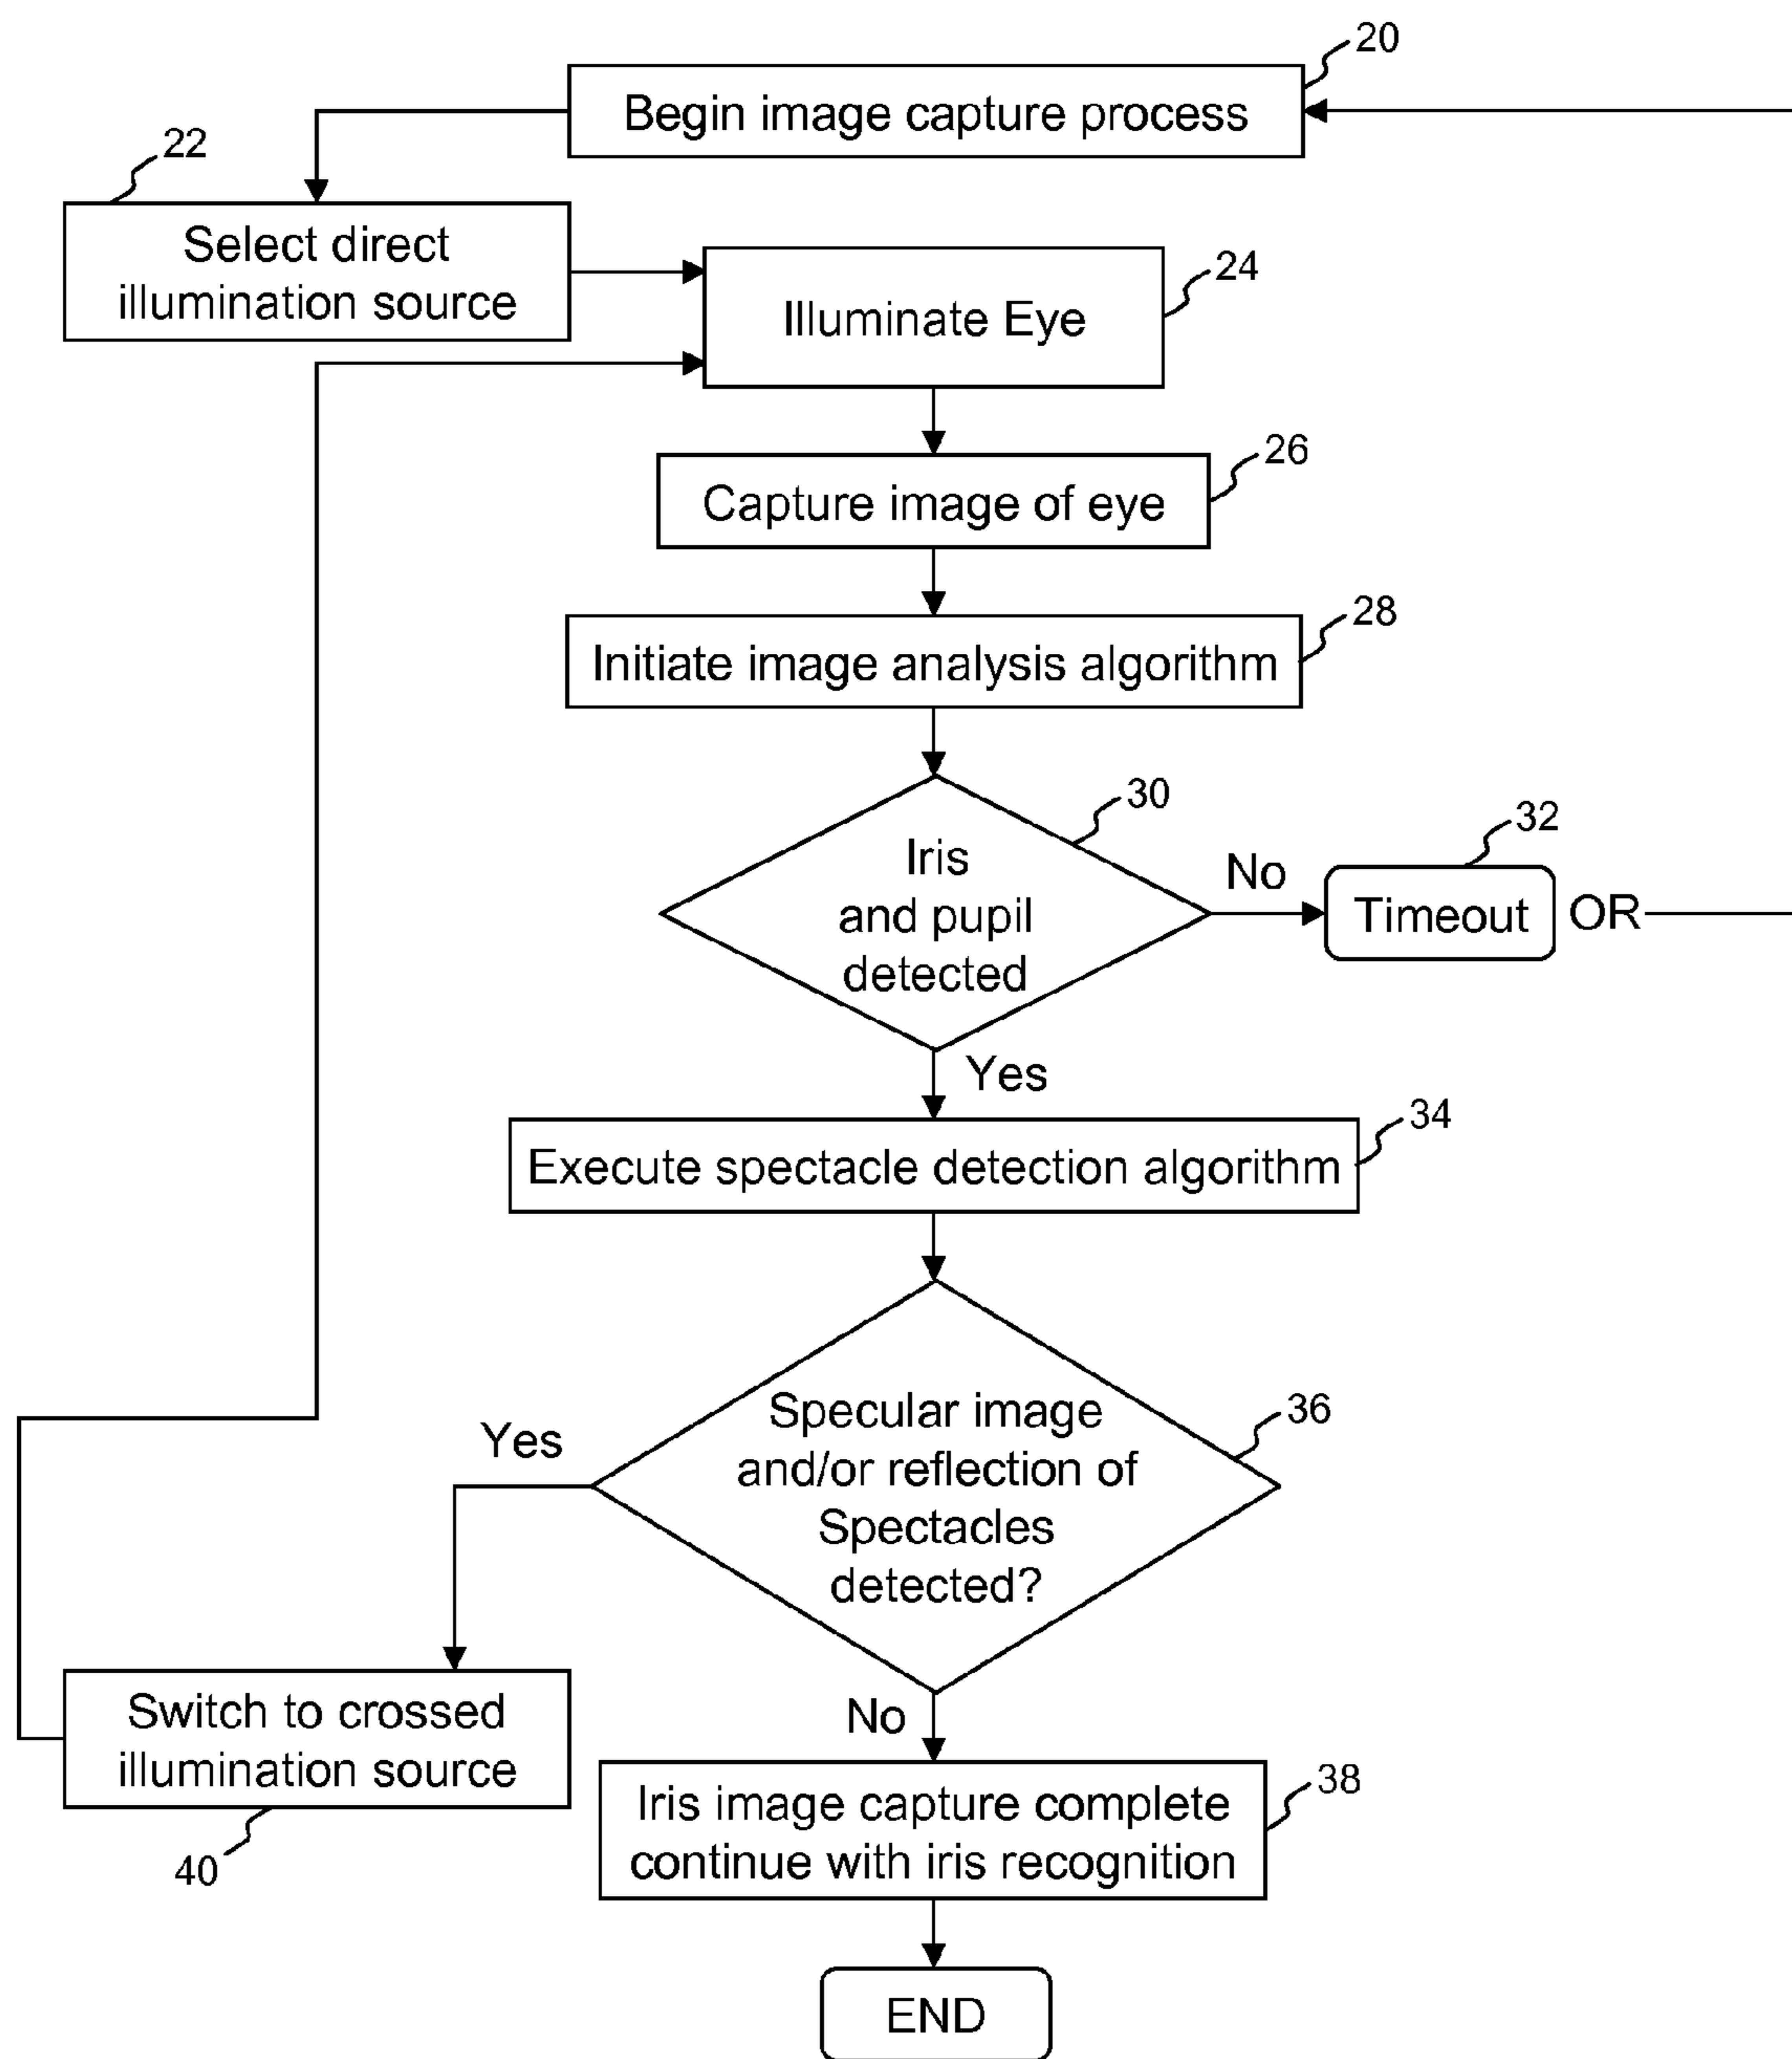 20
Begin image capture process
22
Select direct
illumination source
24
Illuminate Eye
26
Capture image of eye
28
Initiate image analysis algorithm
30
Iris
and pupil
detected
No
32
Timeout
OR
Yes
34
Execute spectacle detection algorithm
36
Specular image
and/or reflection of
Spectacles
detected?
Yes
Switch to crossed
illumination source
40
No
38
Iris image capture complete
continue with iris recognition
END